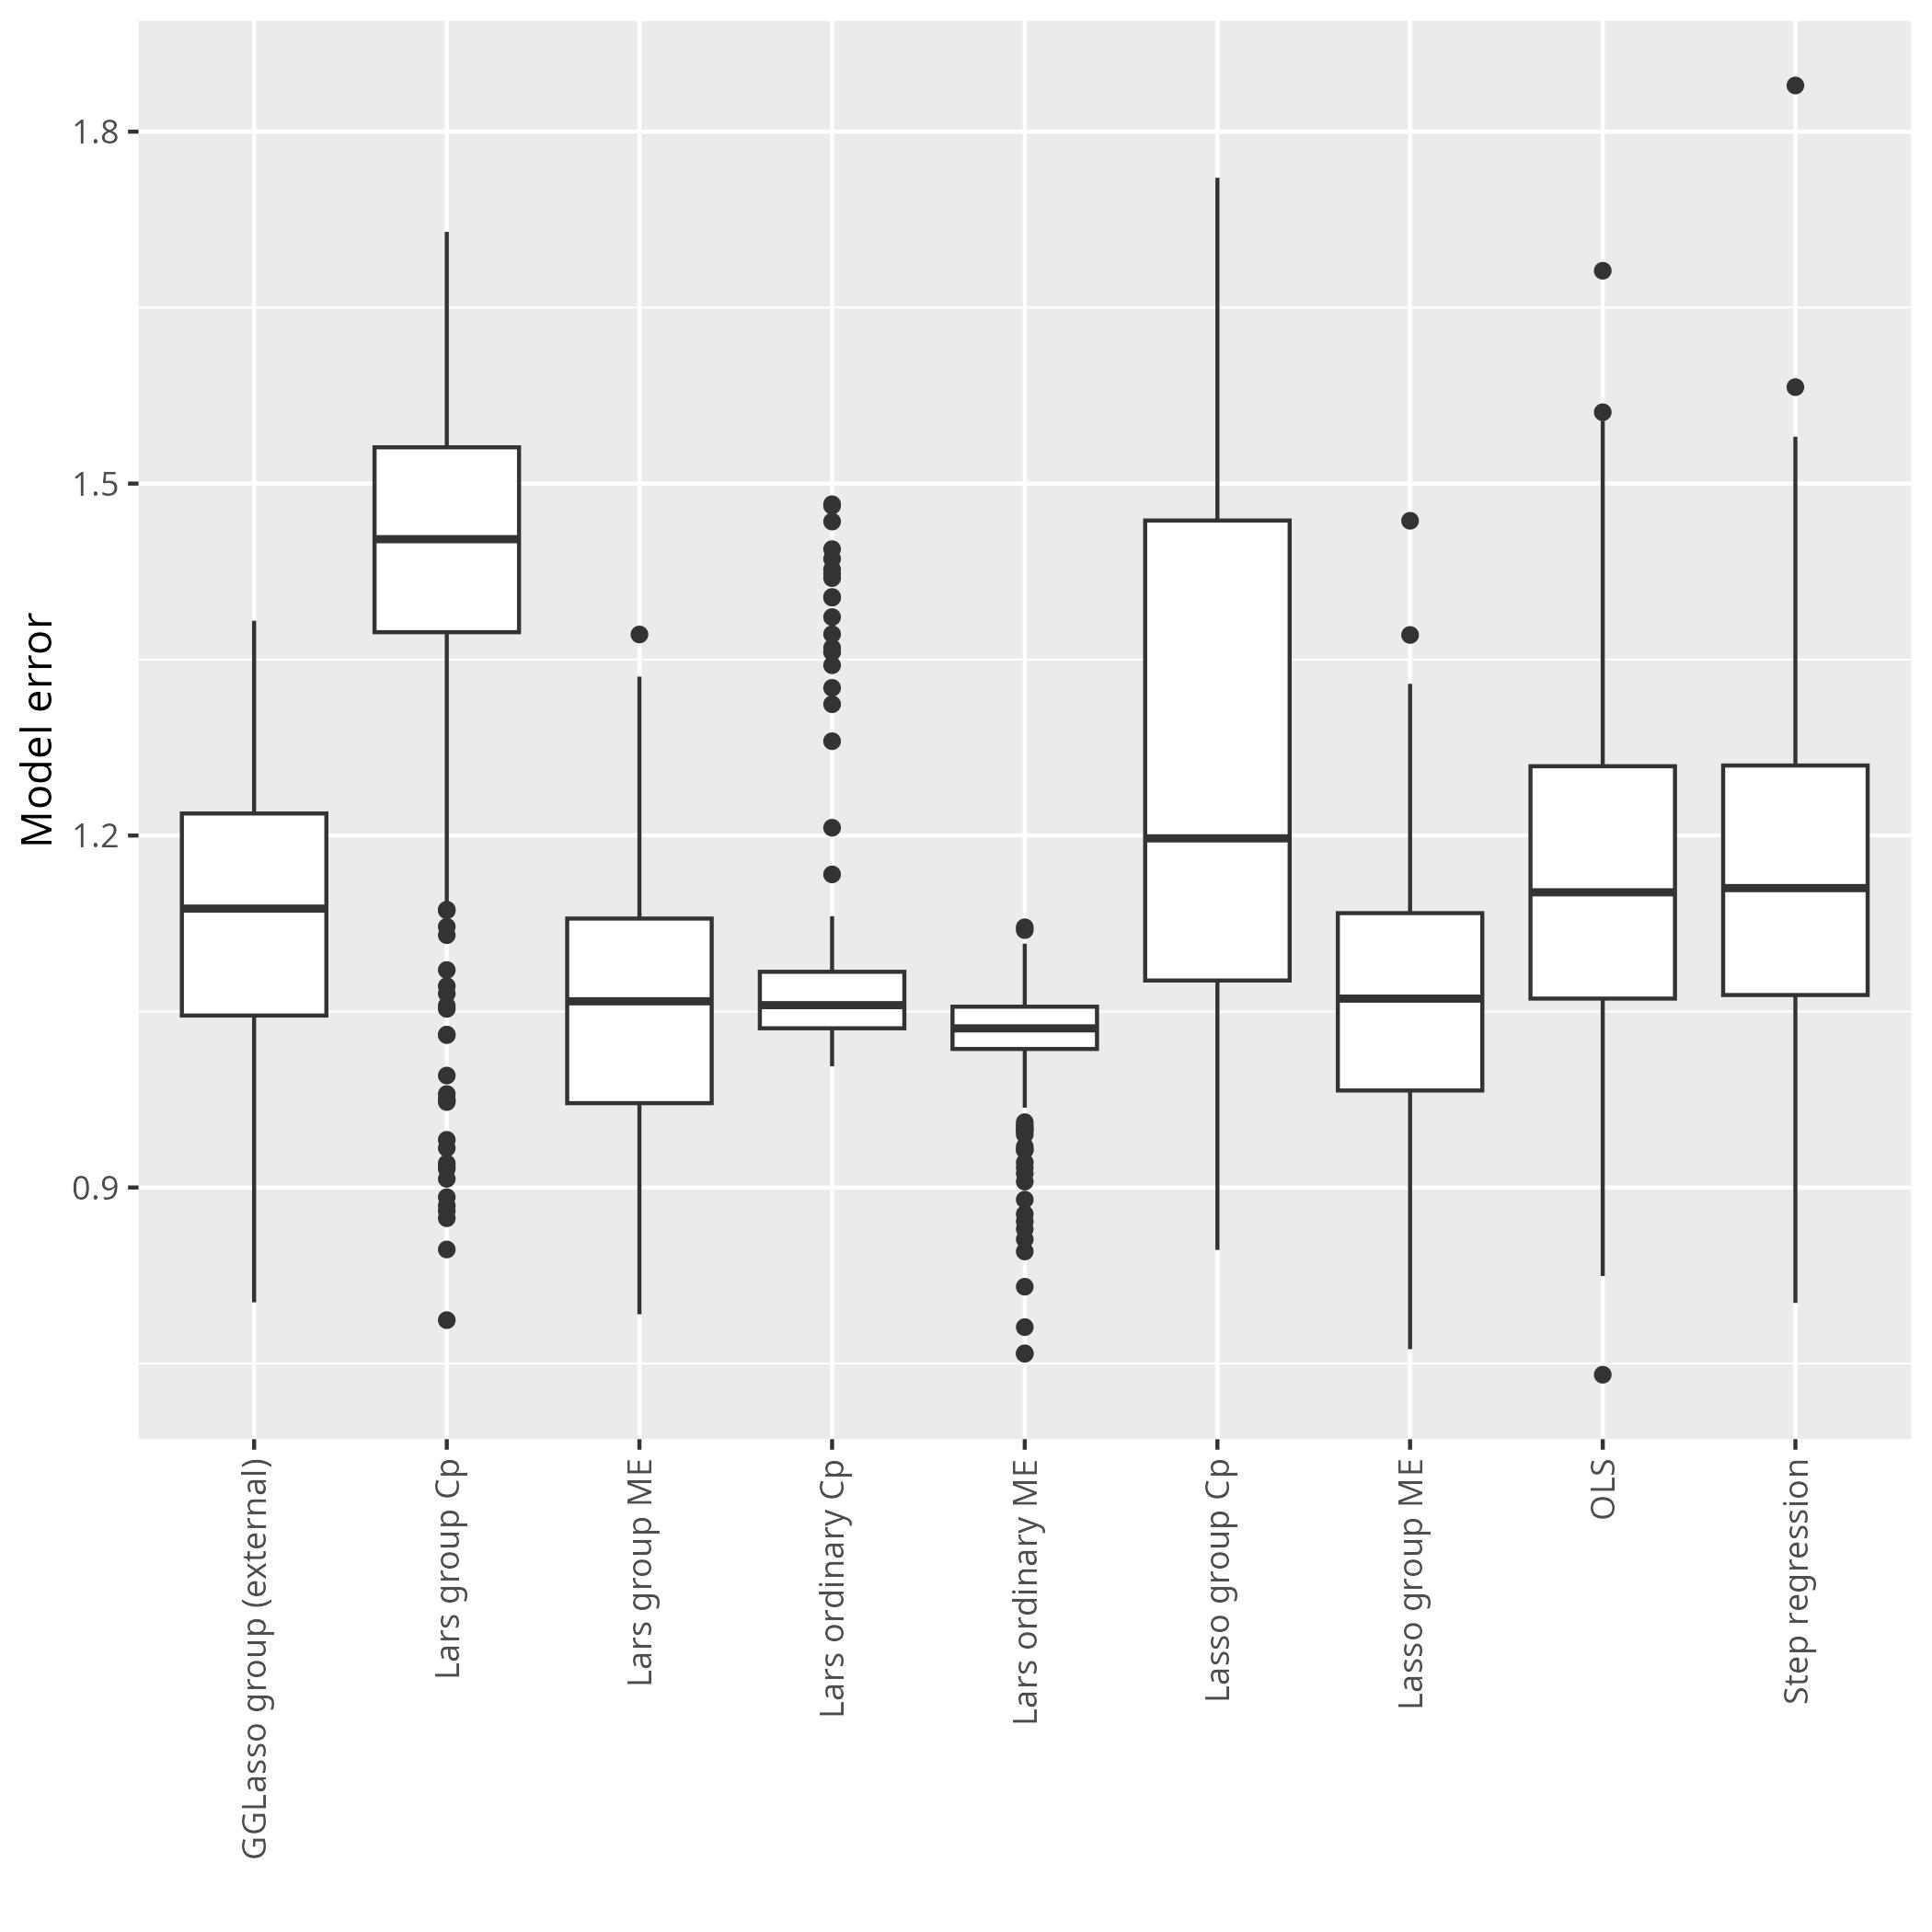 Model error
1.8
1.5
1.2
0.9
GGLasso group (external)
Lars group Cp
Lars group ME
Lars ordinary Cp
Lars ordinary ME
Lasso group Cp
Lasso group ME
OLS
Step regression